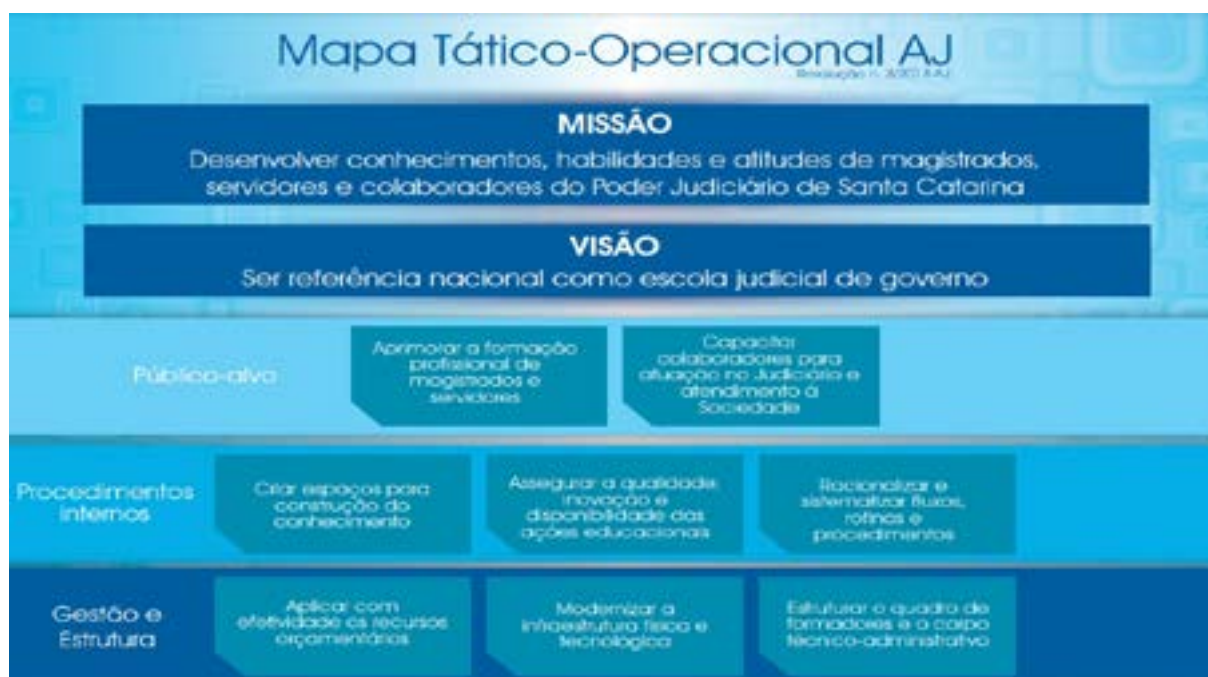 Mapa Tático-Operacional AJ
Resolução n.
MISSÃO
Desenvolver conhecimentos, habilidades e atitudes de magistrados,
servidores e colaboradores do Poder Judiciário de Santa Catarina
VISÃO
Ser referência nacional como escola judicial de governo
Público-alvo
Aprimorar a formação
profissional de
magistrados e
servidores
Capacitar
colaboradores para
atuação no Judiciário e
atendimento à
Sociedade
Procedimentos
internos
Criar espaços para
construção do
conhecimento
Assegurar a qualidade,
inovação e
disponibilidade das
ações educacionais
Racionalizar e
sistematizar fluxos,
rotinas e
procedimentos
Gestão e
Estrutura
Aplicar com
efetividade os recursos
orçamentários
Modernizar a
infraestrutura física e
tecnológica
Estruturar o quadro de
formadores e o corpo
técnico-administrativo